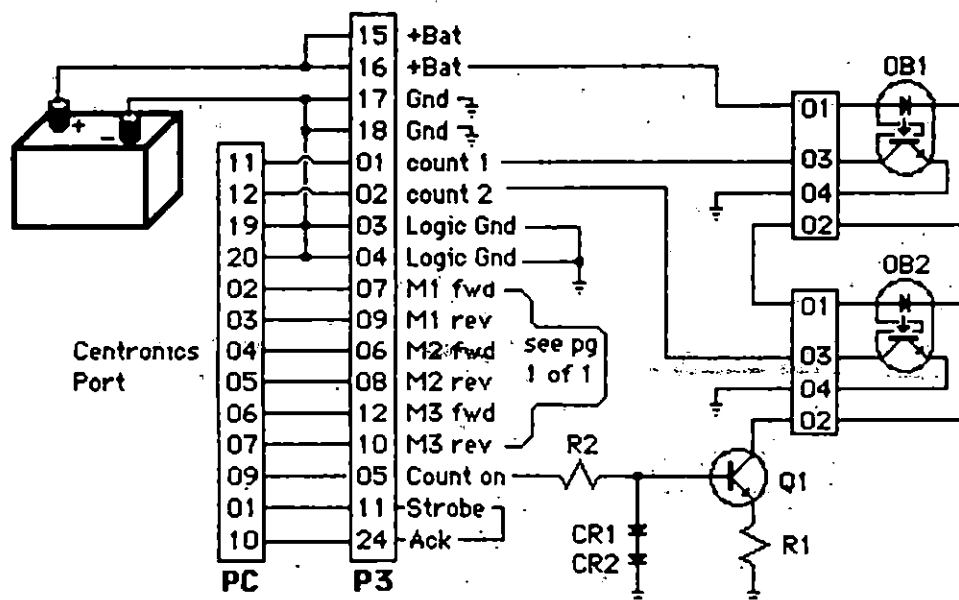 15 +Bat
16 +Bat
17 Gnd
18 Gnd
11 01 count 1
12 02 count 2
19 03 Logic Gnd
20 04 Logic Gnd
02 07 M1 fwd
03 09 M1 rev
04 06 M2 fwd
05 08 M2 rev
06 12 M3 fwd
07 10 M3 rev
09 05 Count on
01 11 Strobe
10 24 Ack
PC P3
+ −
Centronics
Port
see pg
1 of 1
OB1
01
03
04
02
OB2
01
03
04
02
R2
Q1
CR1
CR2
R1